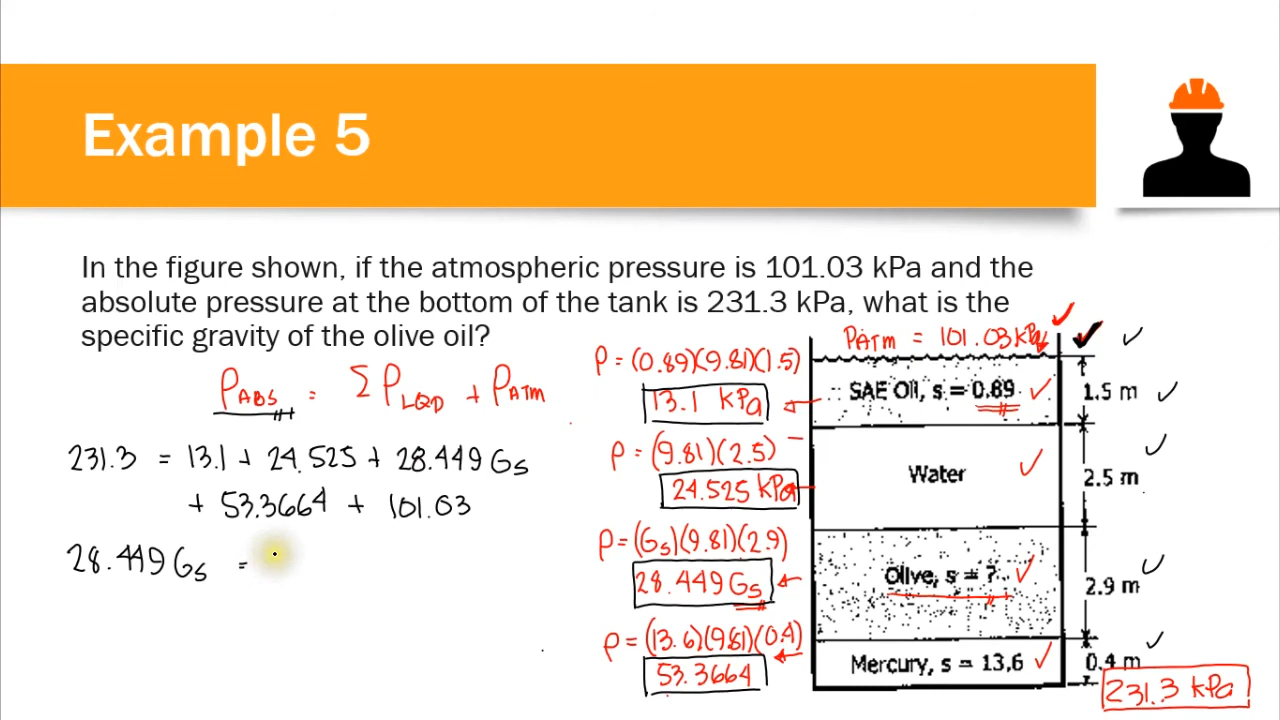 Example 5
In the figure shown, if the atmospheric pressure is 101.03 kPa and the
absolute pressure at the bottom of the tank is 231.3 kPa, what is the
specific gravity of the olive oil?
PABS = Σ PLQD + PATM
231.3 = 13.1 + 24.525 + 28.449 Gs
+ 53.3664 + 101.03
28.449 Gs =
P = (0.89)(9.81)(1.5)
13.1 kPa
P = (9.81)(2.5)
24.525 kPa
P = (Gs)(9.81)(2.9)
28.449 Gs
P = (13.6)(9.81)(0.4)
53.3664
PATM = 101.03 kPa
SAE Oil, s = 0.89
1.5 m
Water
2.5 m
Olive, s = ?
2.9 m
Mercury, s = 13,6
0.4 m
231.3 kPa